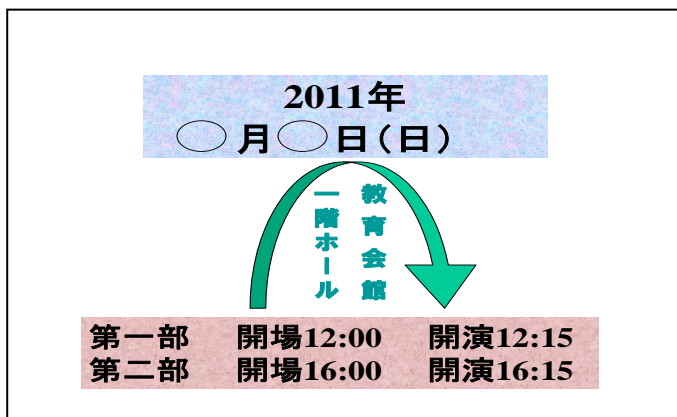 2011年
◯月◯日（日）
教育会館
一階ホール
第一部 開場12:00 開演12:15
第二部 開場16:00 開演16:15